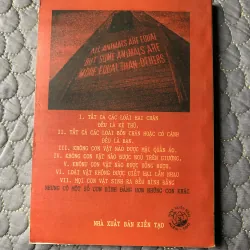 ALL ANIMALS ARE EQUAL
BUT SOME ANIMALS ARE
MORE EQUAL THAN OTHERS
I. TẤT CẢ CÁC LOÀI HAI CHÂN
ĐỀU LÀ KẺ THÙ.
II. TẤT CẢ CÁC LOÀI BỐN CHÂN HOẶC CÓ CÁNH
ĐỀU LÀ BẠN.
III. KHÔNG CON VẬT NÀO ĐƯỢC MẶC QUẦN ÁO.
IV. KHÔNG CON VẬT NÀO ĐƯỢC NGỦ TRÊN GIƯỜNG.
V. KHÔNG CON VẬT NÀO ĐƯỢC UỐNG RƯỢU.
VI. LOÀI VẬT KHÔNG ĐƯỢC GIẾT HẠI LẪN NHAU
VII. MỌI CON VẬT SINH RA ĐỀU BÌNH ĐẲNG
NHƯNG CÓ MỘT SỐ CON BÌNH ĐẲNG HƠN NHỮNG CON KHÁC
NHÀ XUẤT BẢN KIẾN TẠO